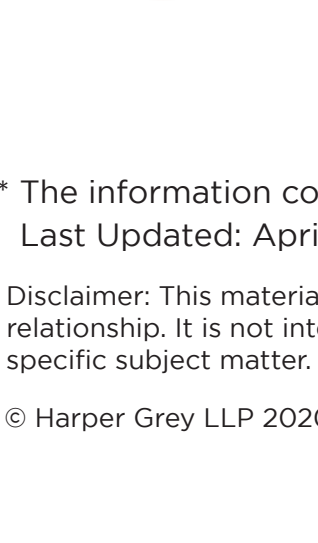 * The information co
Last Updated: Apri
Disclaimer: This materia
relationship. It is not int
specific subject matter.
© Harper Grey LLP 2020